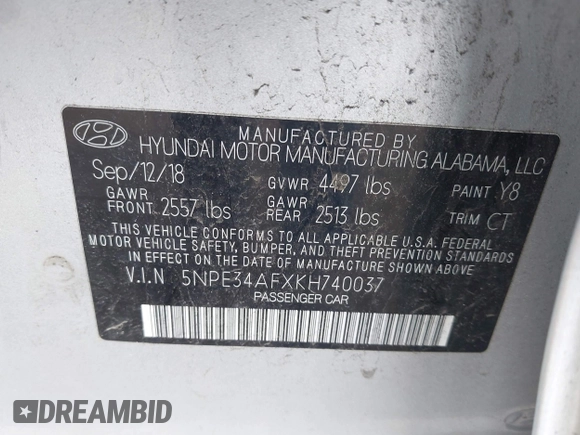 MANUFACTURED BY
HYUNDAI MOTOR MANUFACTURING ALABAMA, LLC
Sep/12/18 GVWR 4497 lbs PAINT Y8
GAWR FRONT 2557 lbs GAWR REAR 2513 lbs TRIM CT
THIS VEHICLE CONFORMS TO ALL APPLICABLE U.S.A. FEDERAL
MOTOR VEHICLE SAFETY, BUMPER, AND THEFT PREVENTION STANDARDS
IN EFFECT ON THE DATE OF MANUFACTURE SHOWN ABOVE.
V.I.N 5NPE34AFXKH740037
PASSENGER CAR
DREAMBID